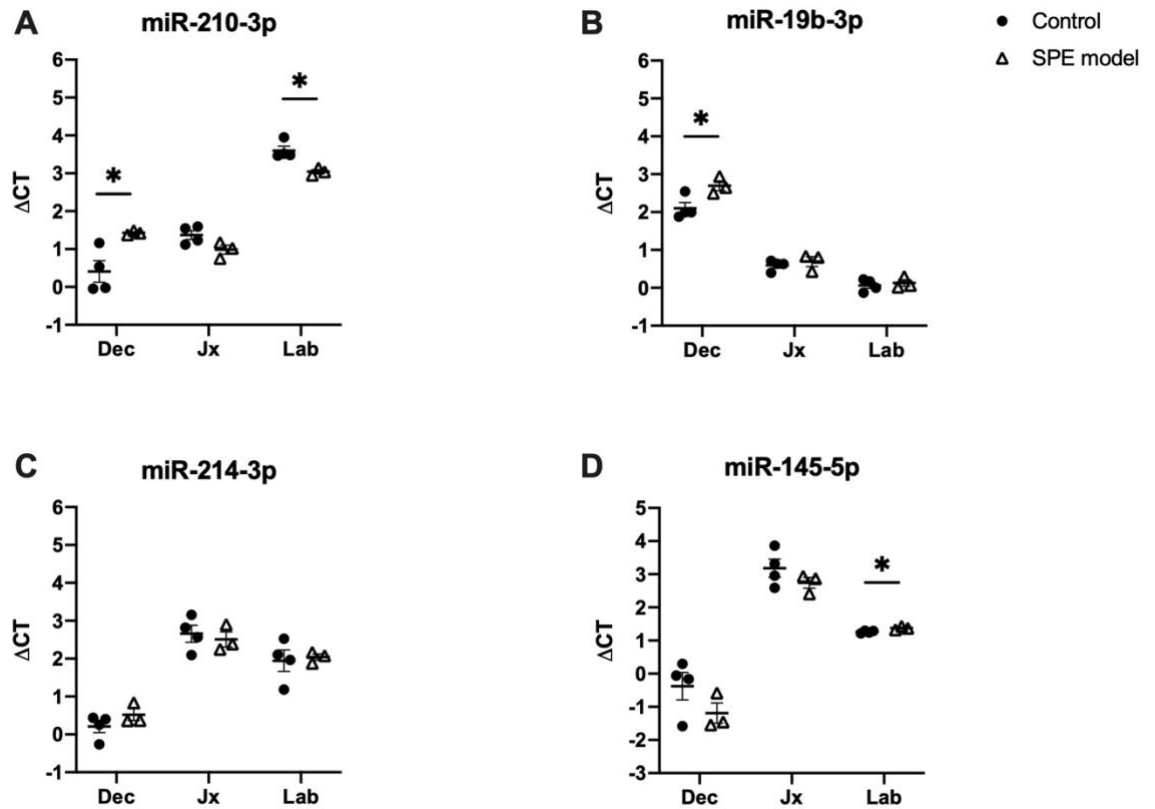 A
miR-210-3p
6
5
4
3
2
1
0
-1
ΔCT
*
*
Dec
Jx
Lab
B
miR-19b-3p
6
5
4
3
2
1
0
-1
ΔCT
*
Dec
Jx
Lab
Control
SPE model
C
miR-214-3p
6
5
4
3
2
1
0
-1
ΔCT
Dec
Jx
Lab
D
miR-145-5p
5
4
3
2
1
0
-1
-2
-3
ΔCT
*
Dec
Jx
Lab